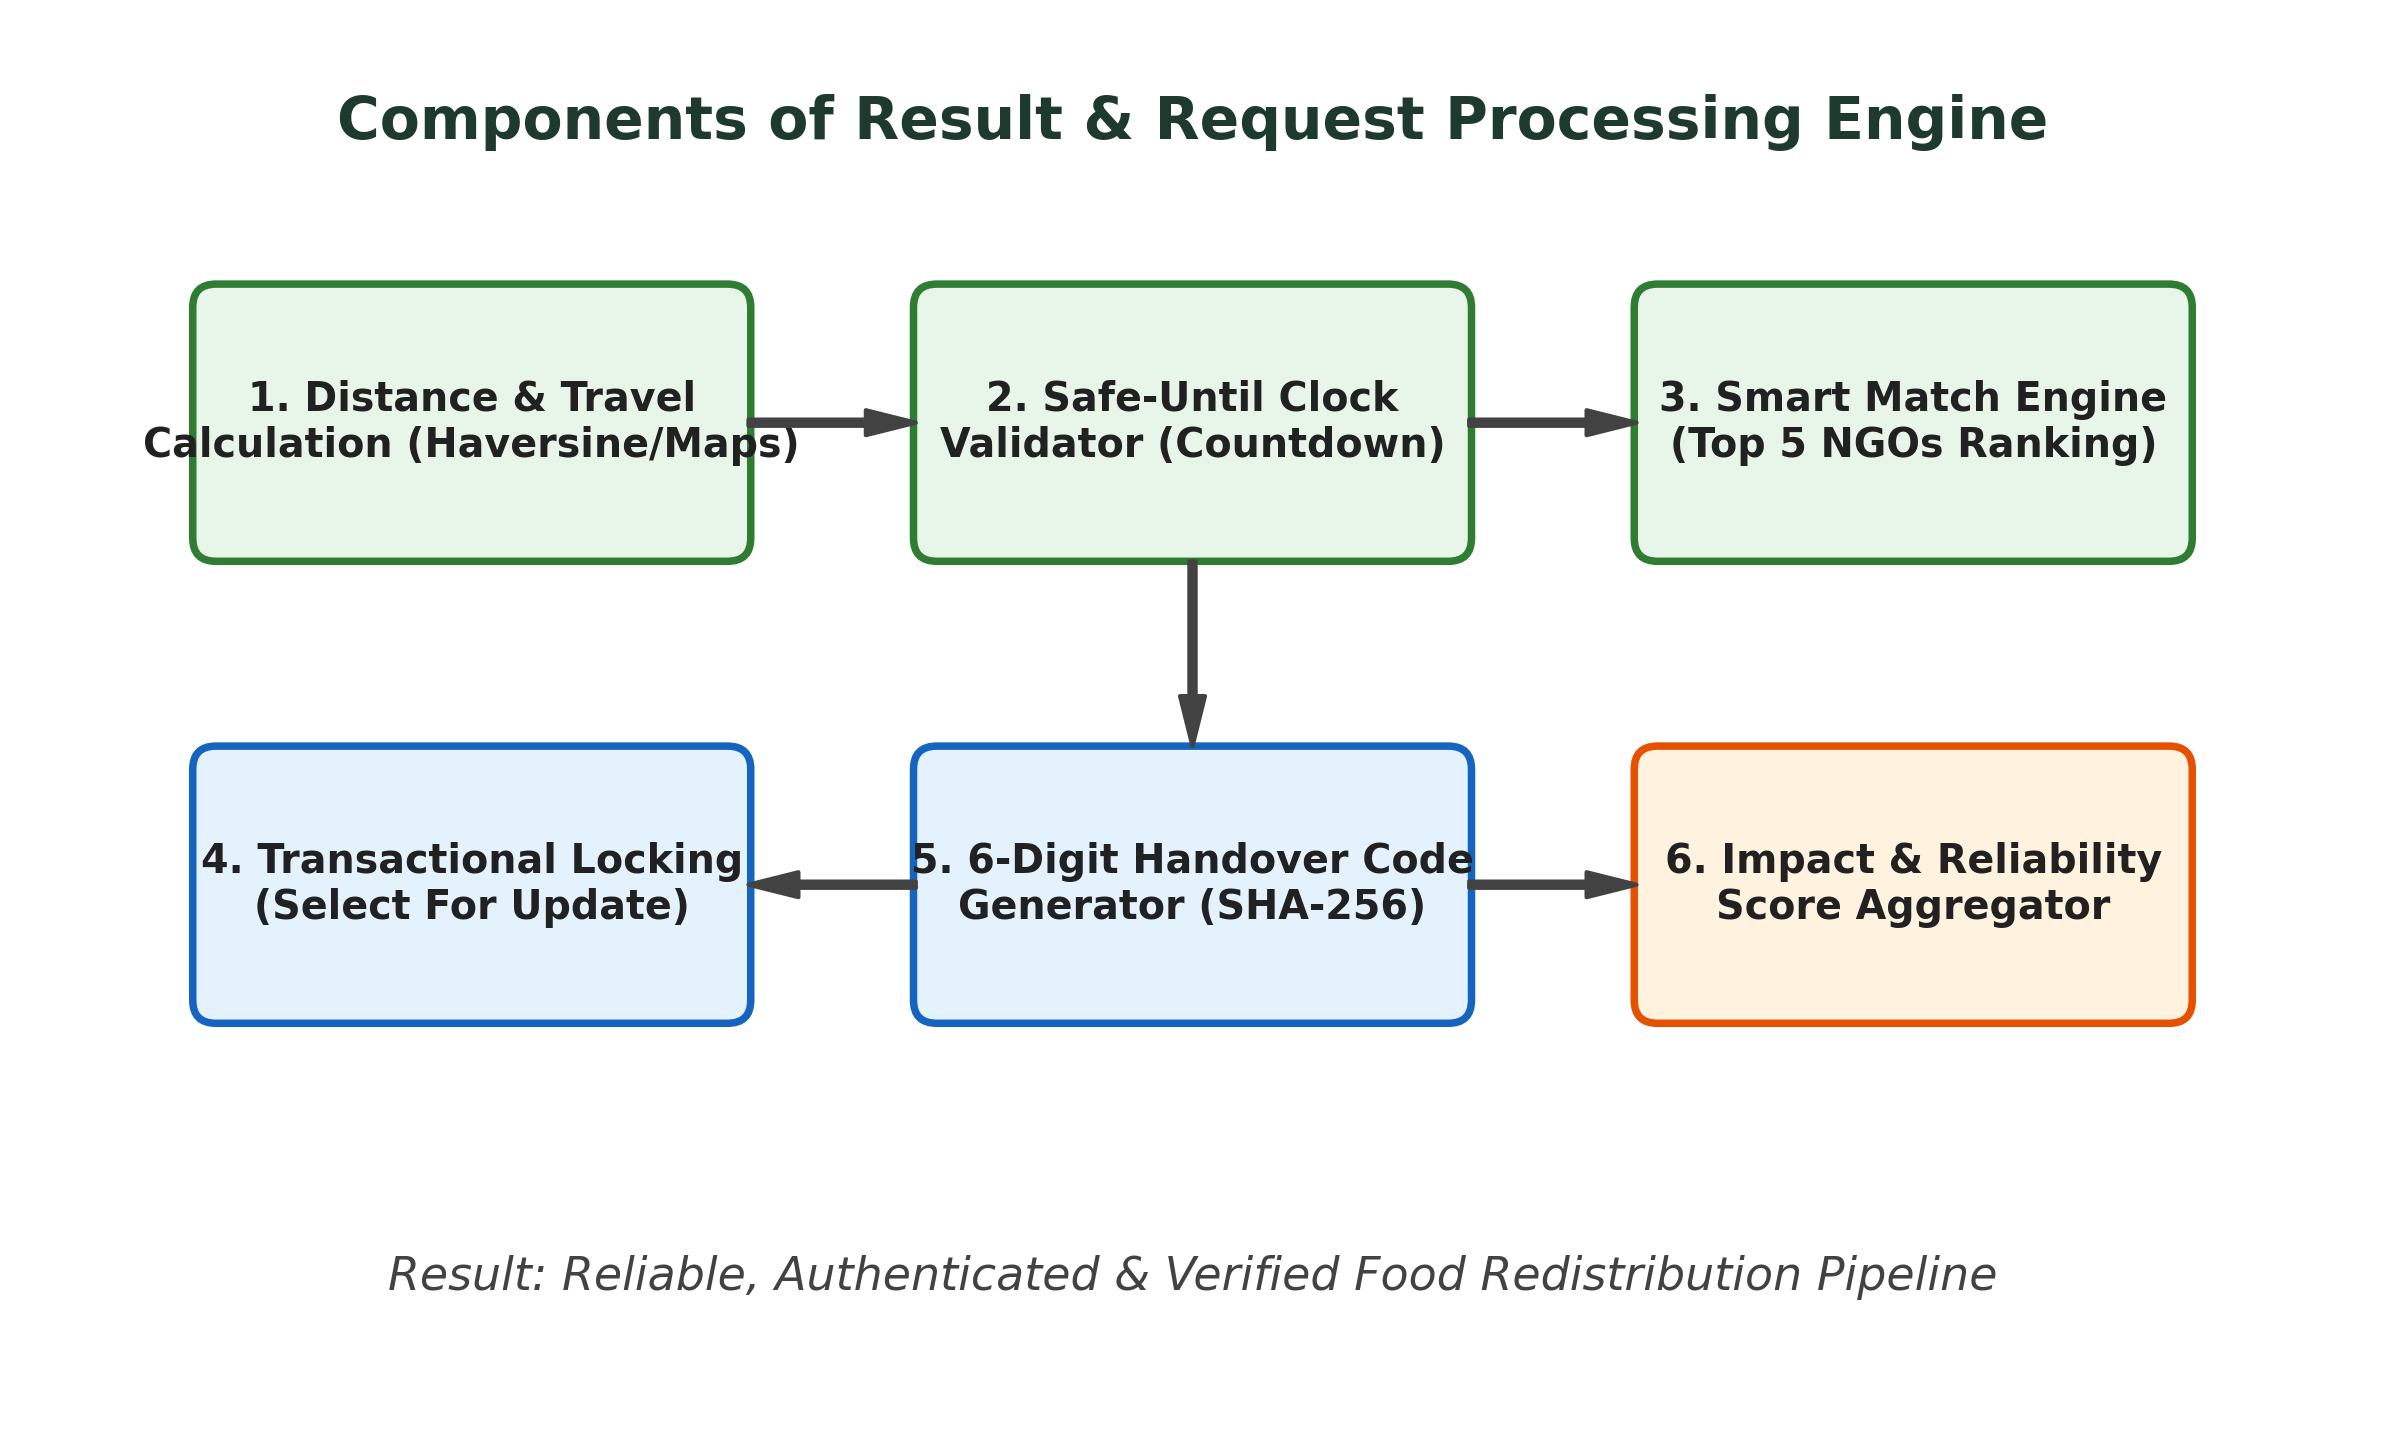 Components of Result & Request Processing Engine
1. Distance & Travel
Calculation (Haversine/Maps)
2. Safe-Until Clock
Validator (Countdown)
3. Smart Match Engine
(Top 5 NGOs Ranking)
4. Transactional Locking
(Select For Update)
5. 6-Digit Handover Code
Generator (SHA-256)
6. Impact & Reliability
Score Aggregator
Result: Reliable, Authenticated & Verified Food Redistribution Pipeline